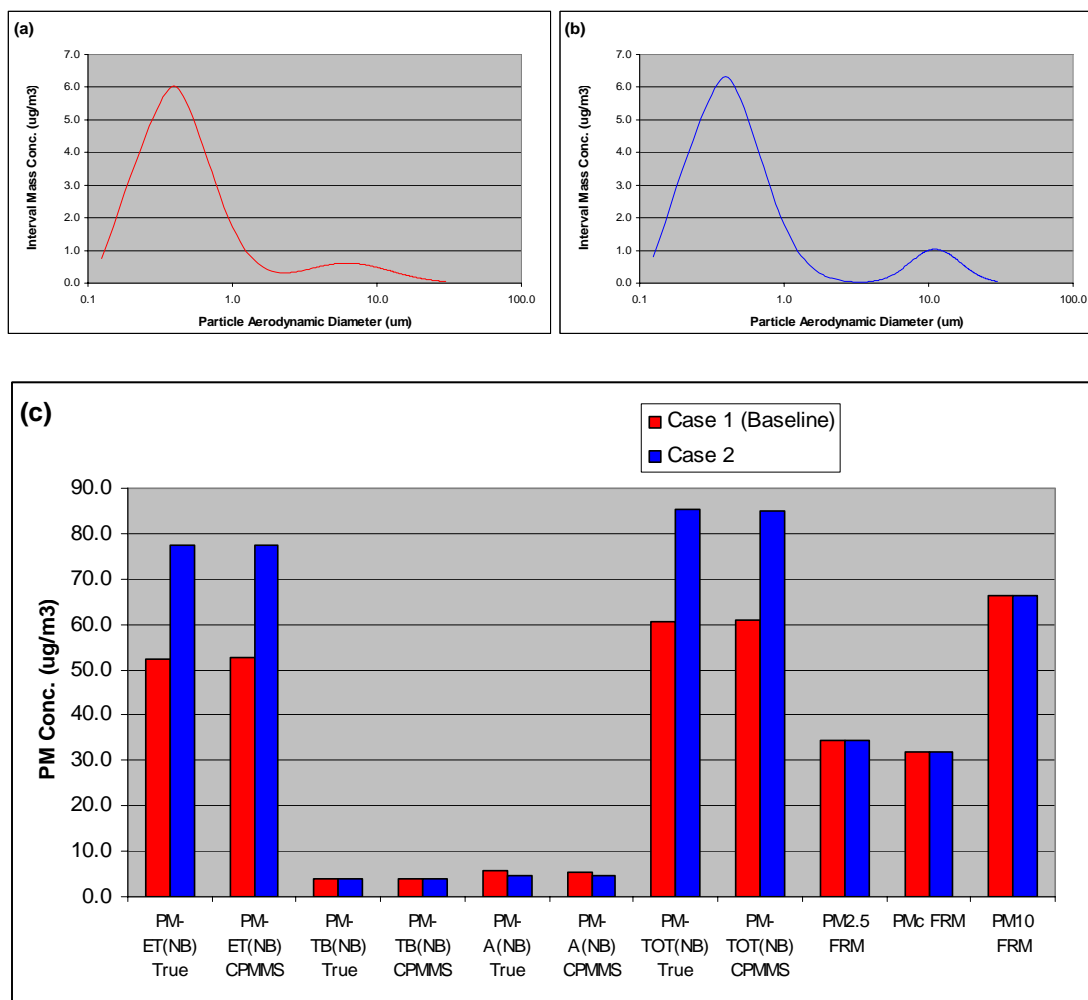 (a)
7.0
6.0
5.0
4.0
3.0
2.0
1.0
0.0
Interval Mass Conc. (ug/m3)
0.1 1.0 10.0 100.0
Particle Aerodynamic Diameter (um)
(b)
7.0
6.0
5.0
4.0
3.0
2.0
1.0
0.0
Interval Mass Conc. (ug/m3)
0.1 1.0 10.0 100.0
Particle Aerodynamic Diameter (um)
(c)
Case 1 (Baseline)
Case 2
90.0
80.0
70.0
60.0
50.0
40.0
30.0
20.0
10.0
0.0
PM Conc. (ug/m3)
PM- PM- PM- PM- PM- PM- PM- PM- PM2.5 PMc FRM PM10
ET(NB) ET(NB) TB(NB) TB(NB) A(NB) A(NB) TOT(NB) TOT(NB) FRM FRM
True CPMMS True CPMMS True CPMMS True CPMMS